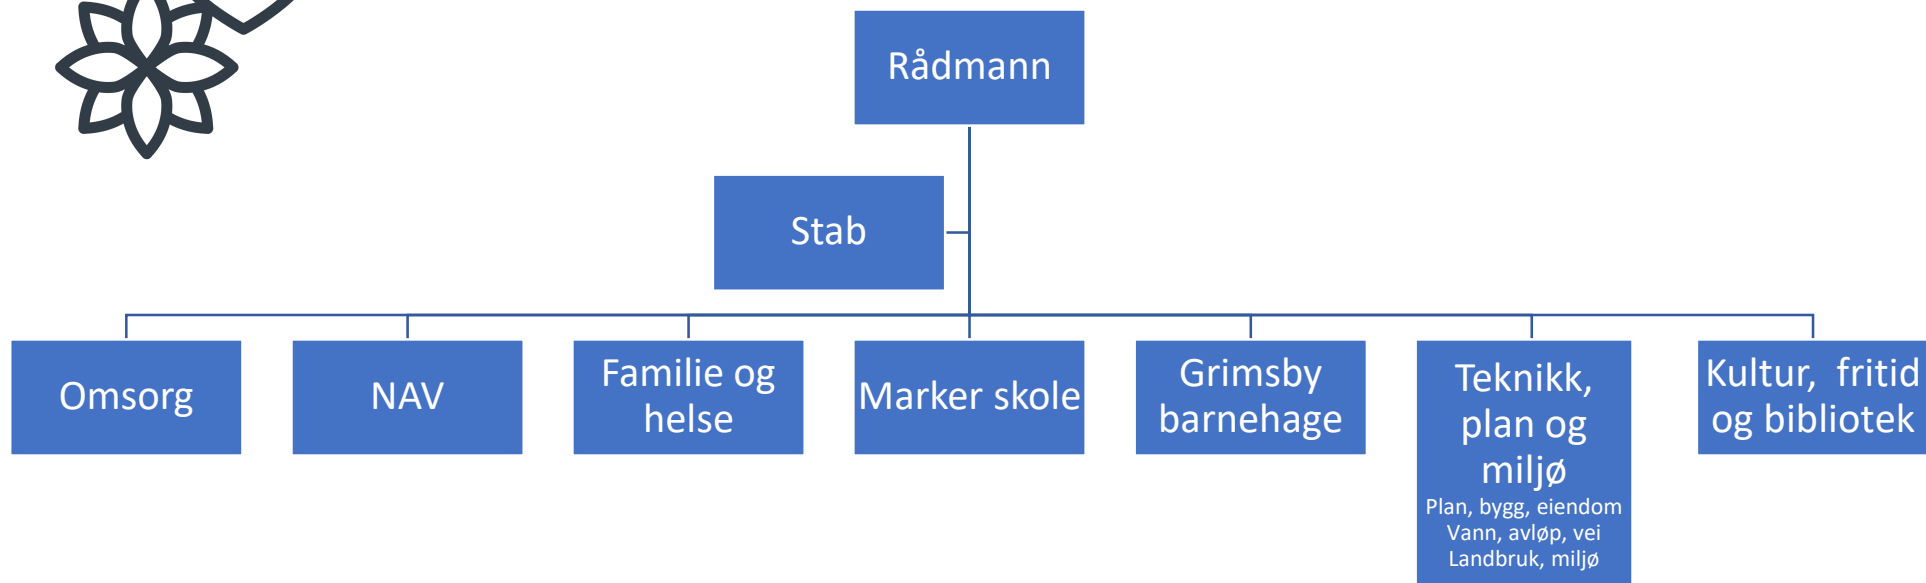 Rådmann
Stab
Omsorg
NAV
Familie og
helse
Marker skole
Grimsby
barnehage
Teknikk,
plan og
miljø
Plan, bygg, eiendom
Vann, avløp, vei
Landbruk, miljø
Kultur,  fritid
og bibliotek